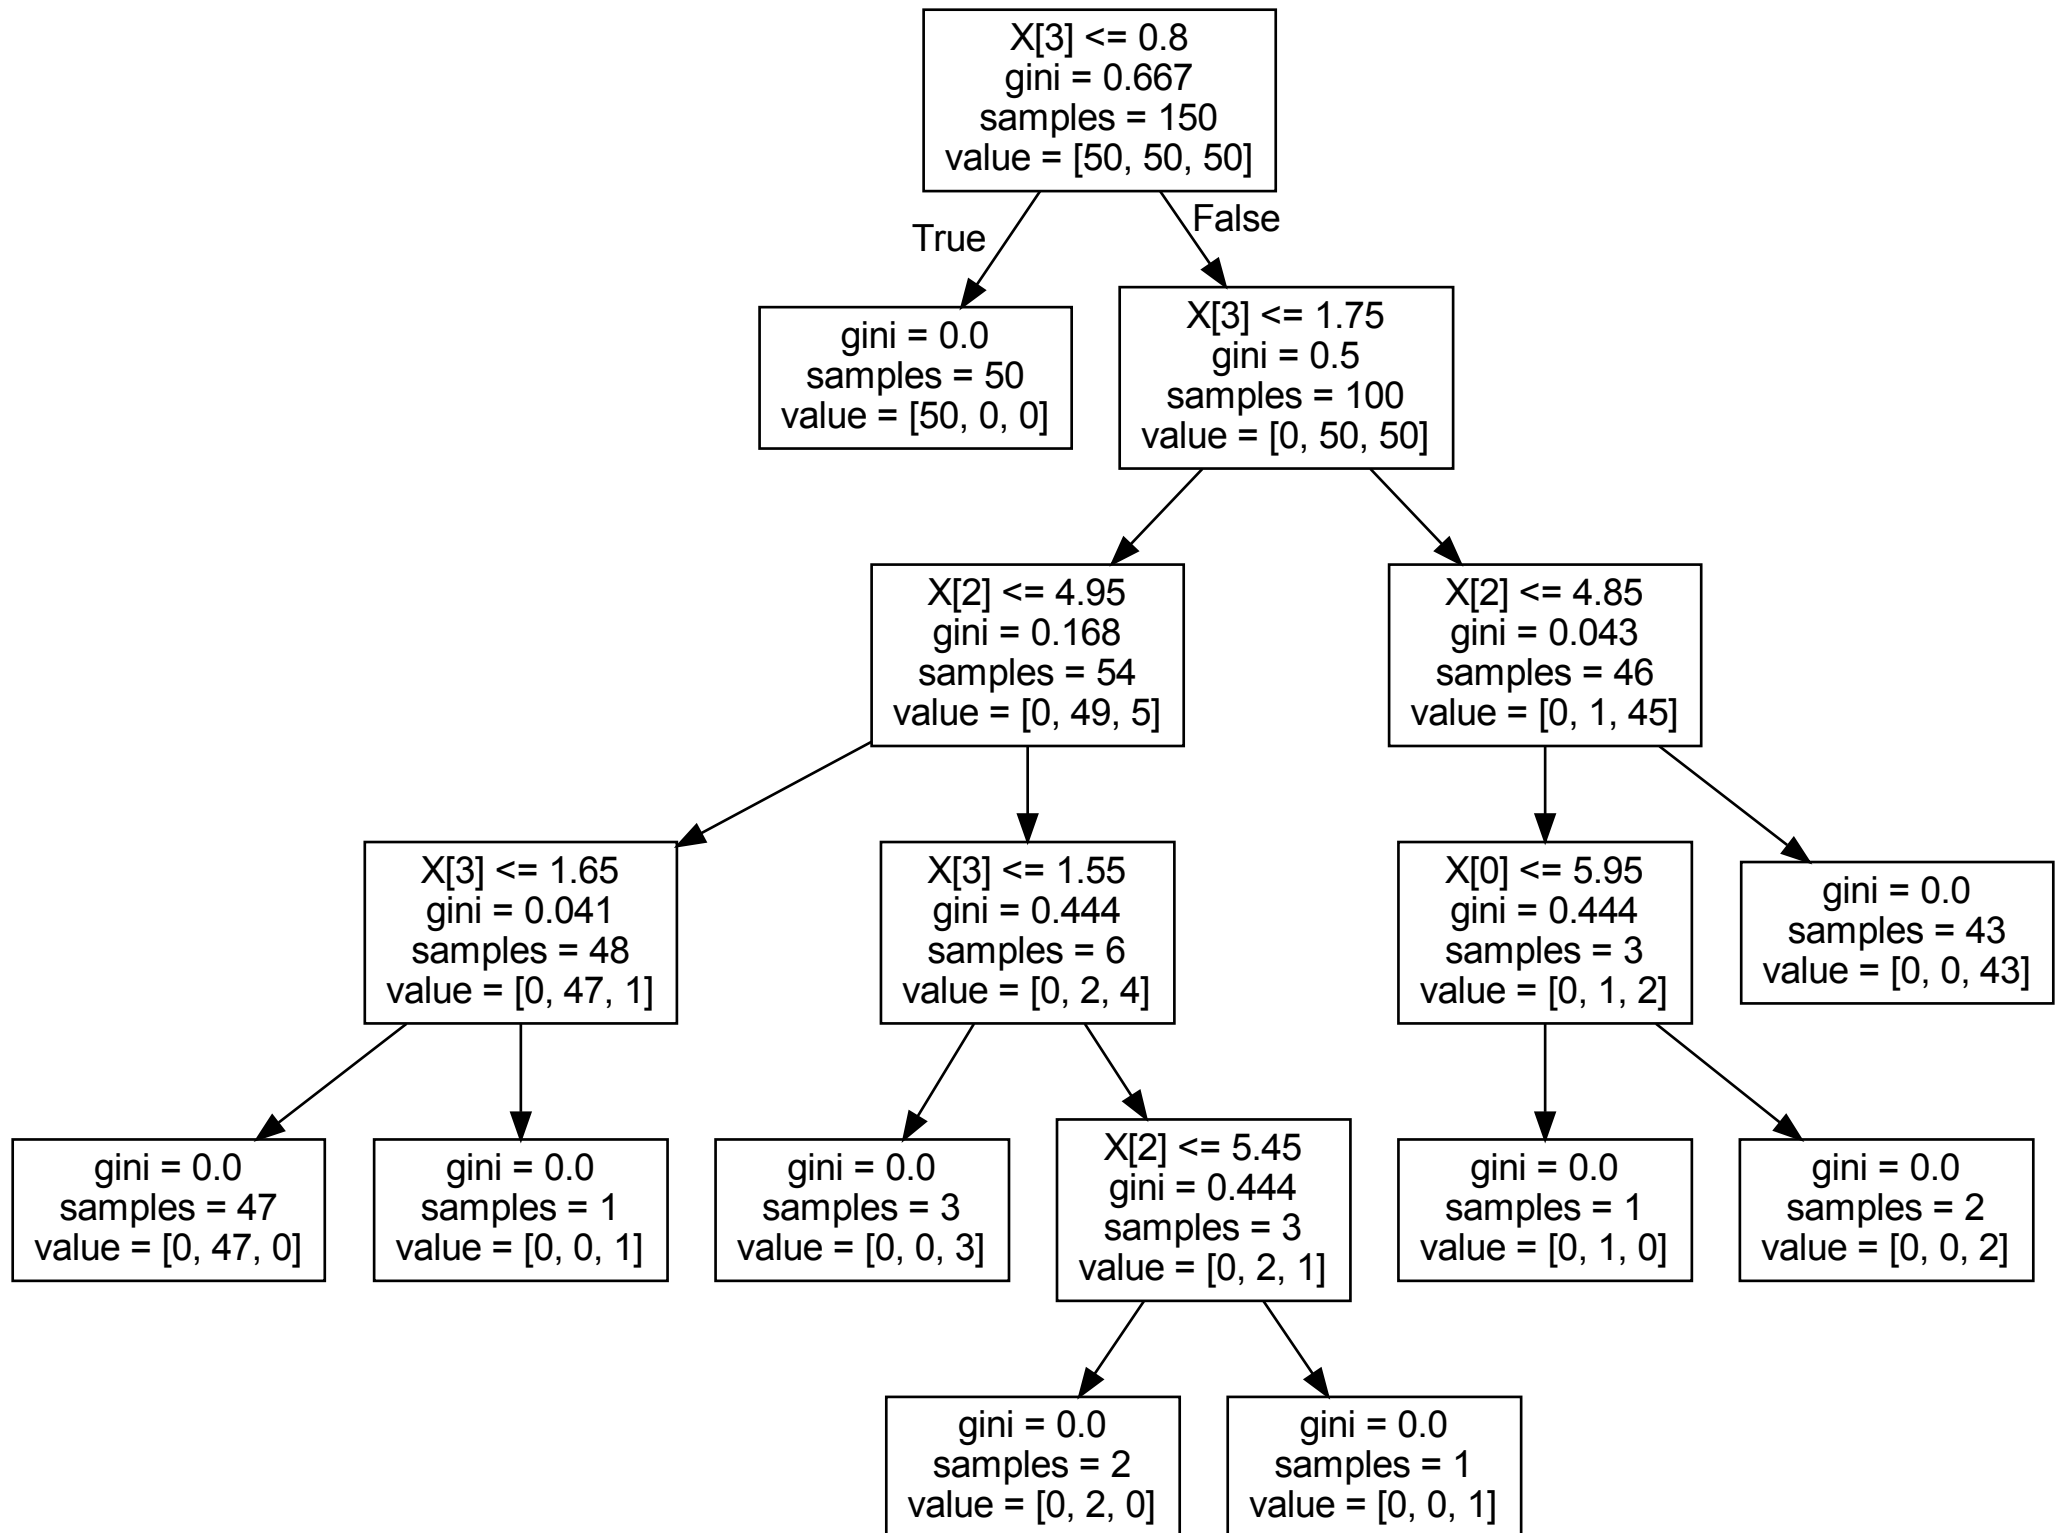 X[3] <= 0.8
gini = 0.667
samples = 150
value = [50, 50, 50]
True
False
gini = 0.0
samples = 50
value = [50, 0, 0]
X[3] <= 1.75
gini = 0.5
samples = 100
value = [0, 50, 50]
X[2] <= 4.95
gini = 0.168
samples = 54
value = [0, 49, 5]
X[2] <= 4.85
gini = 0.043
samples = 46
value = [0, 1, 45]
X[3] <= 1.65
gini = 0.041
samples = 48
value = [0, 47, 1]
X[3] <= 1.55
gini = 0.444
samples = 6
value = [0, 2, 4]
X[0] <= 5.95
gini = 0.444
samples = 3
value = [0, 1, 2]
gini = 0.0
samples = 43
value = [0, 0, 43]
gini = 0.0
samples = 47
value = [0, 47, 0]
gini = 0.0
samples = 1
value = [0, 0, 1]
gini = 0.0
samples = 3
value = [0, 0, 3]
X[2] <= 5.45
gini = 0.444
samples = 3
value = [0, 2, 1]
gini = 0.0
samples = 1
value = [0, 1, 0]
gini = 0.0
samples = 2
value = [0, 0, 2]
gini = 0.0
samples = 2
value = [0, 2, 0]
gini = 0.0
samples = 1
value = [0, 0, 1]